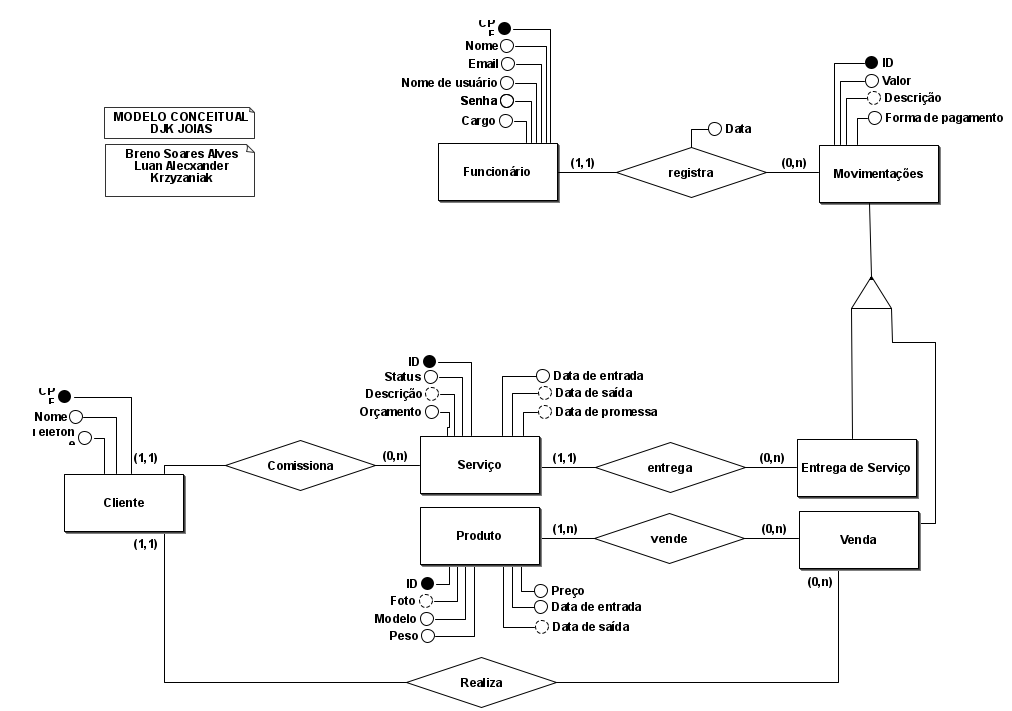 CP
F
Nome
Email
Nome de usuário
Senha
Cargo
Funcionário
(1,1)
Data
registra
(0,n)
ID
Valor
Descrição
Forma de pagamento
Movimentações
MODELO CONCEITUAL
DJK JOIAS
Breno Soares Alves
Luan Alecxander
Krzyzaniak
CP
F
Nome
Telefon
e
(1,1)
Cliente
(1,1)
Comissiona
(0,n)
ID
Status
Descrição
Orçamento
Data de entrada
Data de saída
Data de promessa
Serviço
(1,1)
entrega
(0,n)
Entrega de Serviço
Produto
(1,n)
vende
(0,n)
Venda
(0,n)
ID
Foto
Modelo
Peso
Preço
Data de entrada
Data de saída
Realiza